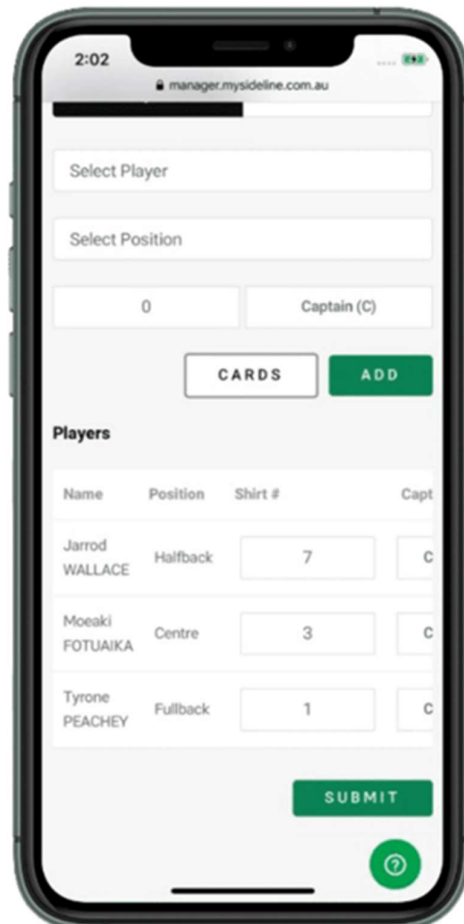 2:02
manager.mysideline.com.au
Select Player
Select Position
0 Captain (C)
CARDS ADD
Players
Name Position Shirt # Capt
Jarrod WALLACE Halfback 7 C
Moeaki FOTUAIKA Centre 3 C
Tyrone PEACHEY Fullback 1 C
SUBMIT
?